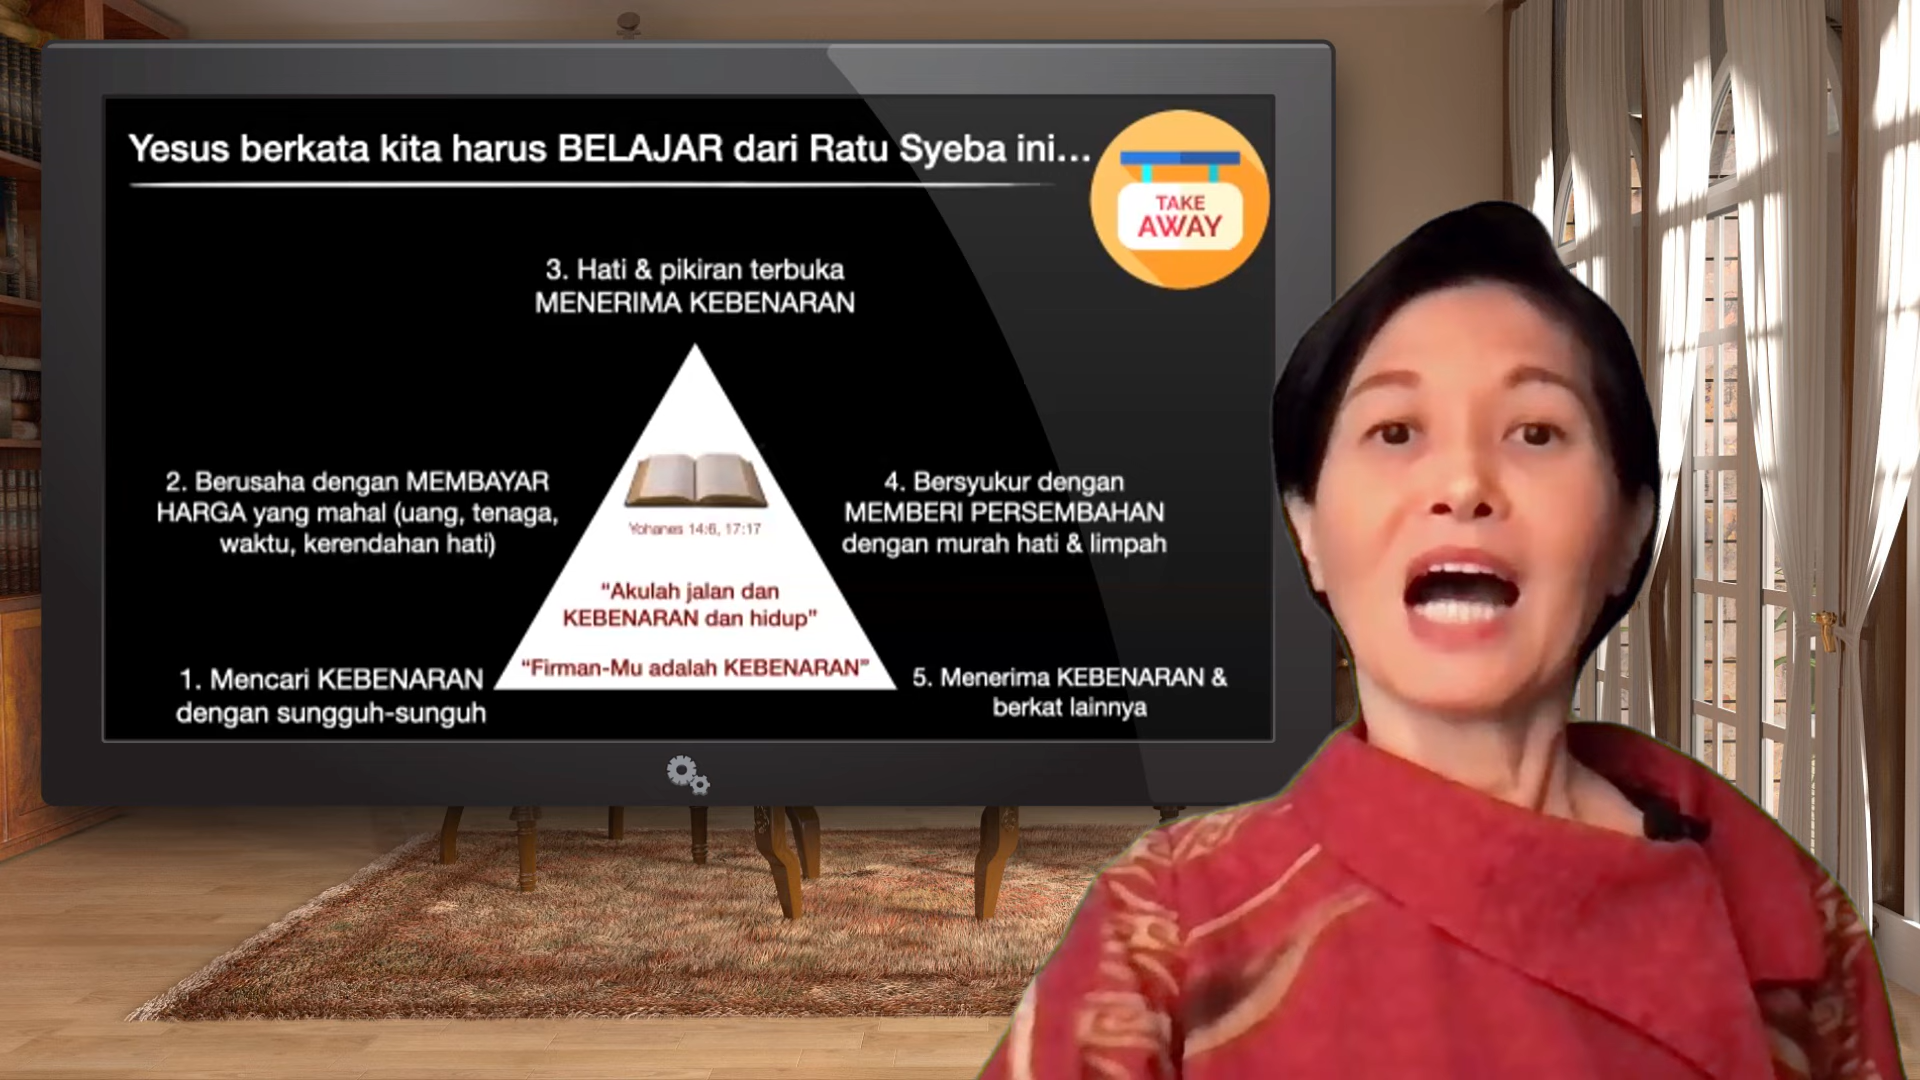 Yesus berkata kita harus BELAJAR dari Ratu Syeba ini...
TAKE
AWAY
3. Hati & pikiran terbuka
MENERIMA KEBENARAN
2. Berusaha dengan MEMBAYAR
HARGA yang mahal (uang, tenaga,
waktu, kerendahan hati)
4. Bersyukur dengan
MEMBERI PERSEMBAHAN
dengan murah hati & limpah
Yohanes 14:6, 17:17
“Akulah jalan dan
KEBENARAN dan hidup”
“Firman-Mu adalah KEBENARAN”
1. Mencari KEBENARAN
dengan sungguh-sunguh
5. Menerima KEBENARAN &
berkat lainnya